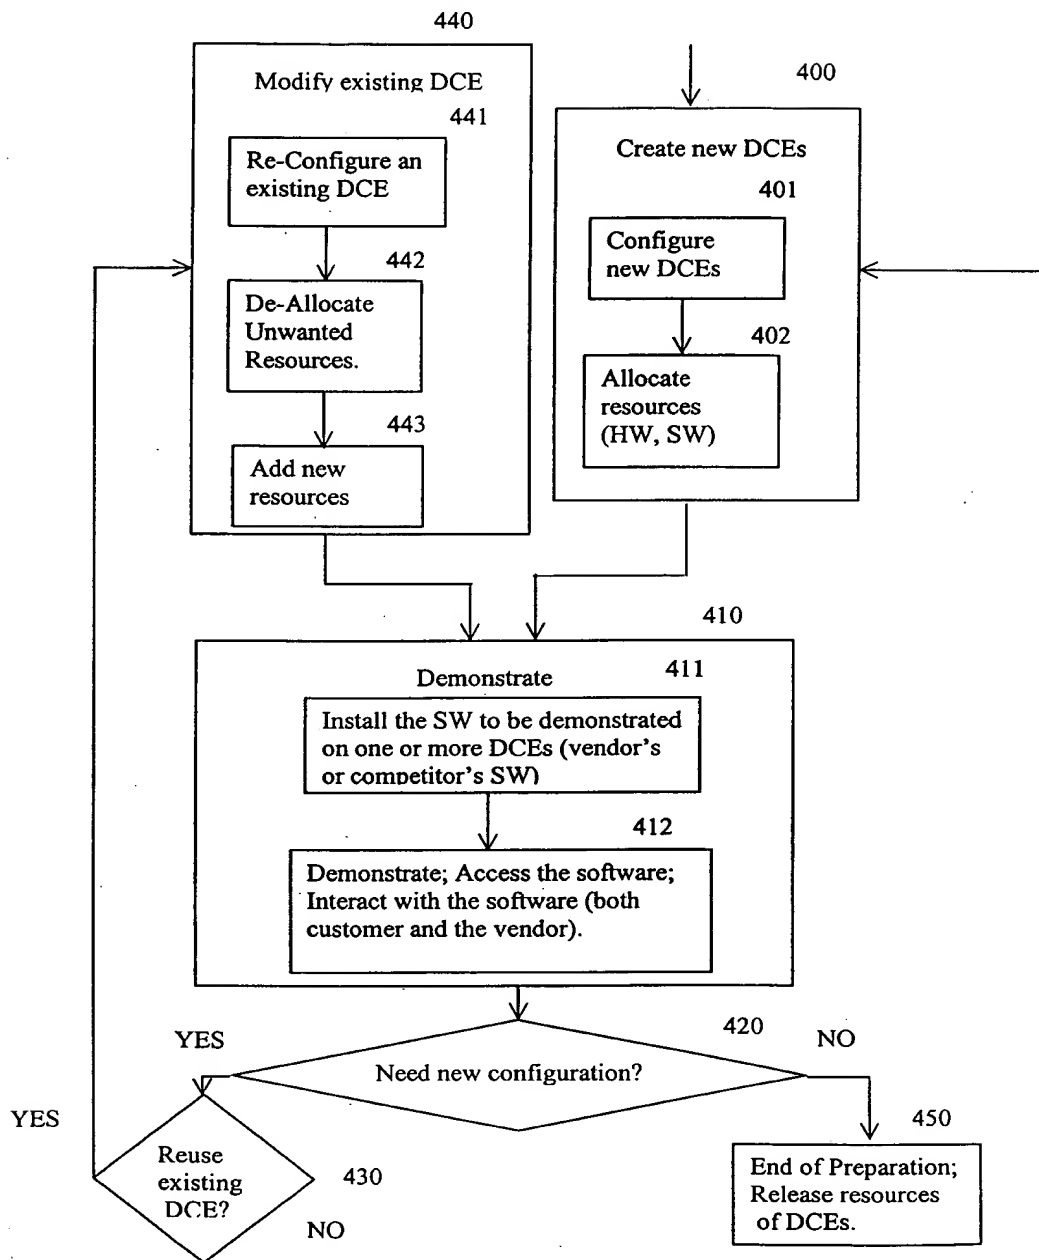 440
Modify existing DCE
441
Re-Configure an
existing DCE
442
De-Allocate
Unwanted
Resources.
443
Add new
resources
400
Create new DCEs
401
Configure
new DCEs
402
Allocate
resources
(HW, SW)
410
Demonstrate
411
Install the SW to be demonstrated
on one or more DCEs (vendor's
or competitor's SW)
412
Demonstrate; Access the software;
Interact with the software (both
customer and the vendor).
420
YES
NO
Need new configuration?
YES
Reuse
existing
DCE?
430
NO
450
End of Preparation;
Release resources
of DCEs.